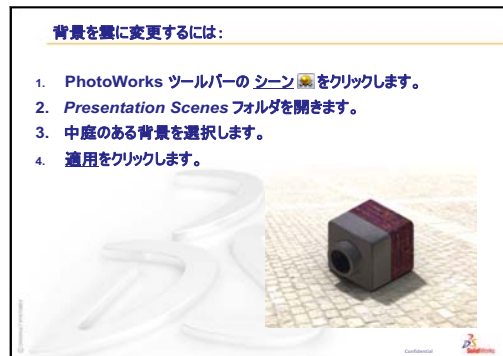 背景を雲に変更するには:
1. PhotoWorks ツールバーの シーン をクリックします。
2. Presentation Scenes フォルダを開きます。
3. 中庭のある背景を選択します。
4. 適用をクリックします。
Confidential
SolidWorks